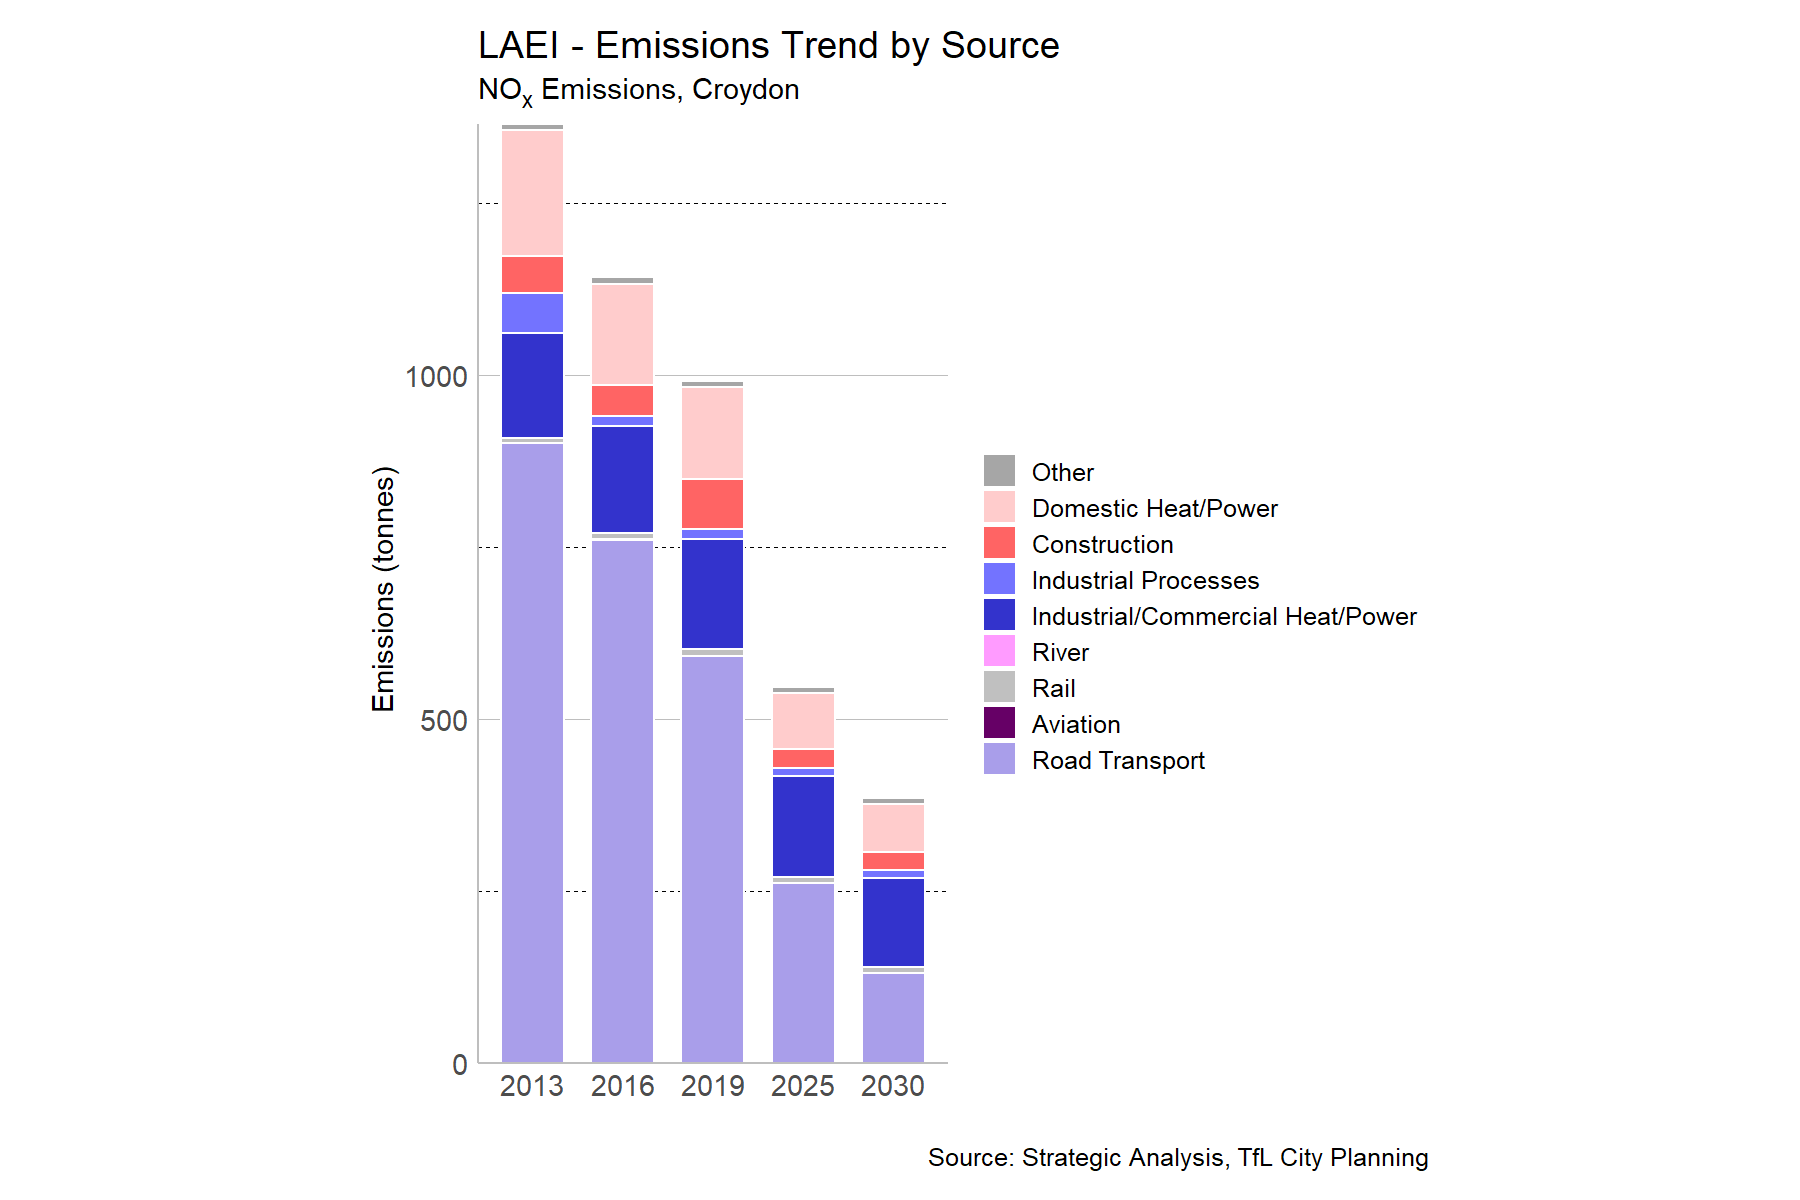 LAEI - Emissions Trend by Source
NOx Emissions, Croydon
Emissions (tonnes)
1000
500
0
2013 2016 2019 2025 2030
Other
Domestic Heat/Power
Construction
Industrial Processes
Industrial/Commercial Heat/Power
River
Rail
Aviation
Road Transport
Source: Strategic Analysis, TfL City Planning